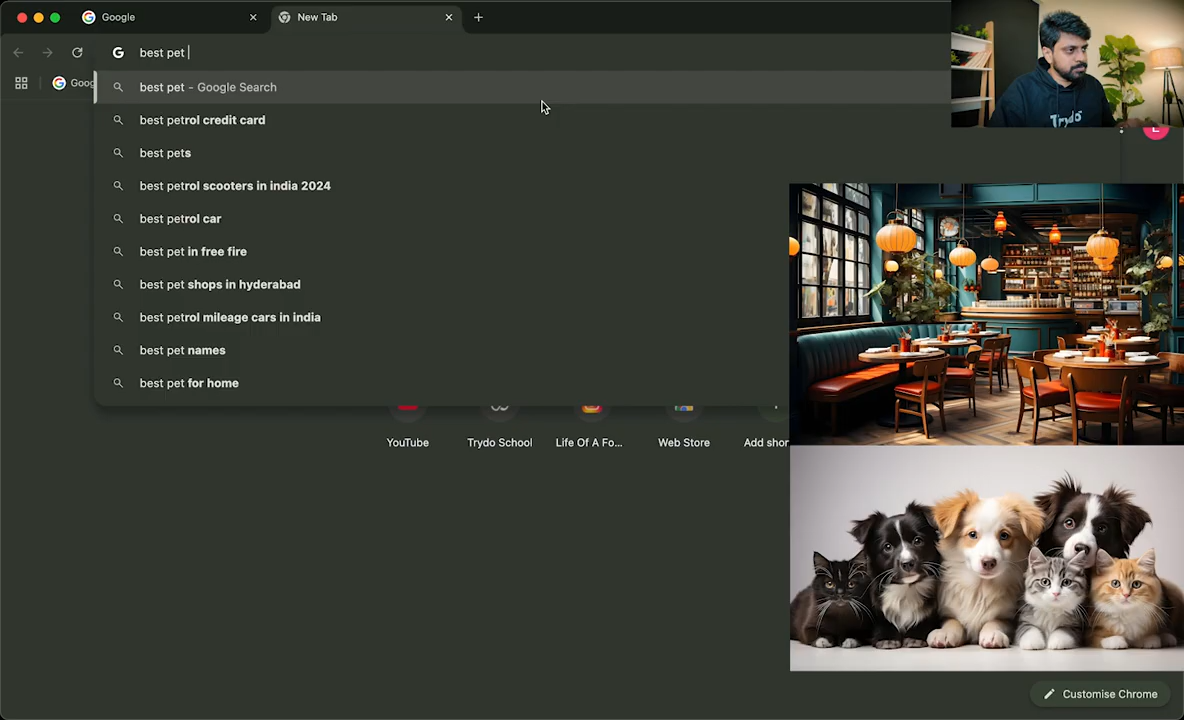 Google
New Tab
best pet
Goog
best pet - Google Search
best petrol credit card
best pets
best petrol scooters in india 2024
best petrol car
best pet in free fire
best pet shops in hyderabad
best petrol mileage cars in india
best pet names
best pet for home
YouTube
Trydo School
Life Of A Fo...
Web Store
Add shor
Customise Chrome
Trydo